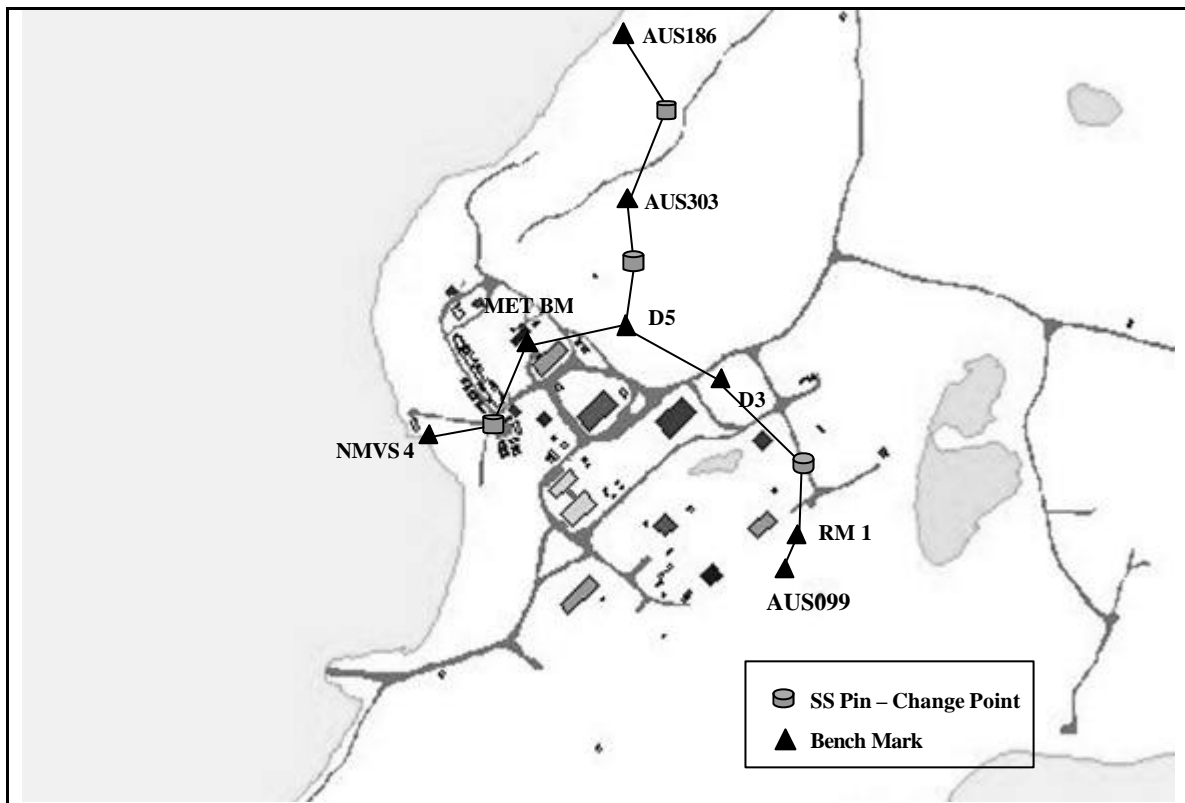 AUS186
AUS303
MET BM
D5
D3
NMVS 4
RM 1
AUS099
SS Pin – Change Point
Bench Mark